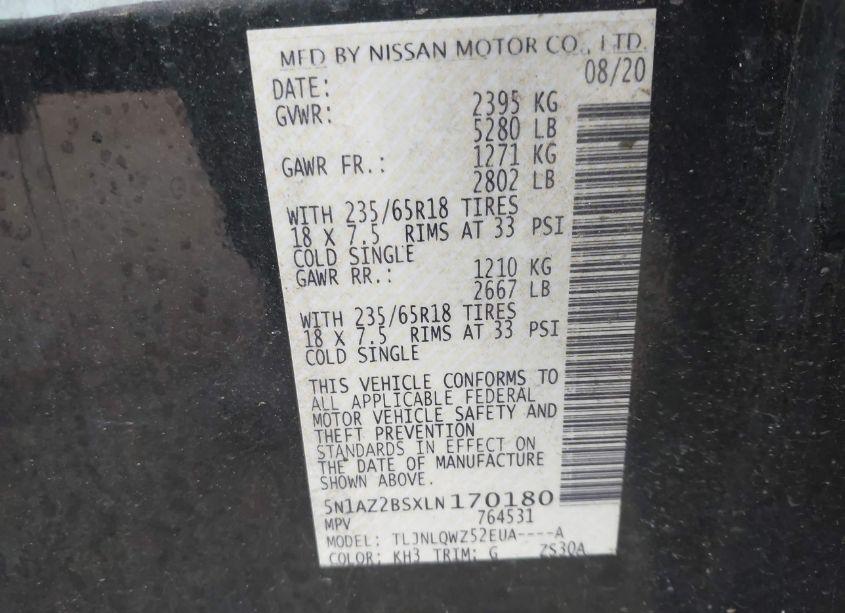 MFD BY NISSAN MOTOR CO., LTD.
DATE: 08/20
GVWR: 2395 KG
5280 LB
GAWR FR.: 1271 KG
2802 LB
WITH 235/65R18 TIRES
18 X 7.5 RIMS AT 33 PSI
COLD SINGLE
GAWR RR.: 1210 KG
2667 LB
WITH 235/65R18 TIRES
18 X 7.5 RIMS AT 33 PSI
COLD SINGLE
THIS VEHICLE CONFORMS TO
ALL APPLICABLE FEDERAL
MOTOR VEHICLE SAFETY AND
THEFT PREVENTION
STANDARDS IN EFFECT ON
THE DATE OF MANUFACTURE
SHOWN ABOVE.
5N1AZ2BSXLN170180
MPV 764531
MODEL: TLJNLQWZ52EUA----A
COLOR: KH3 TRIM: G ZS3QA